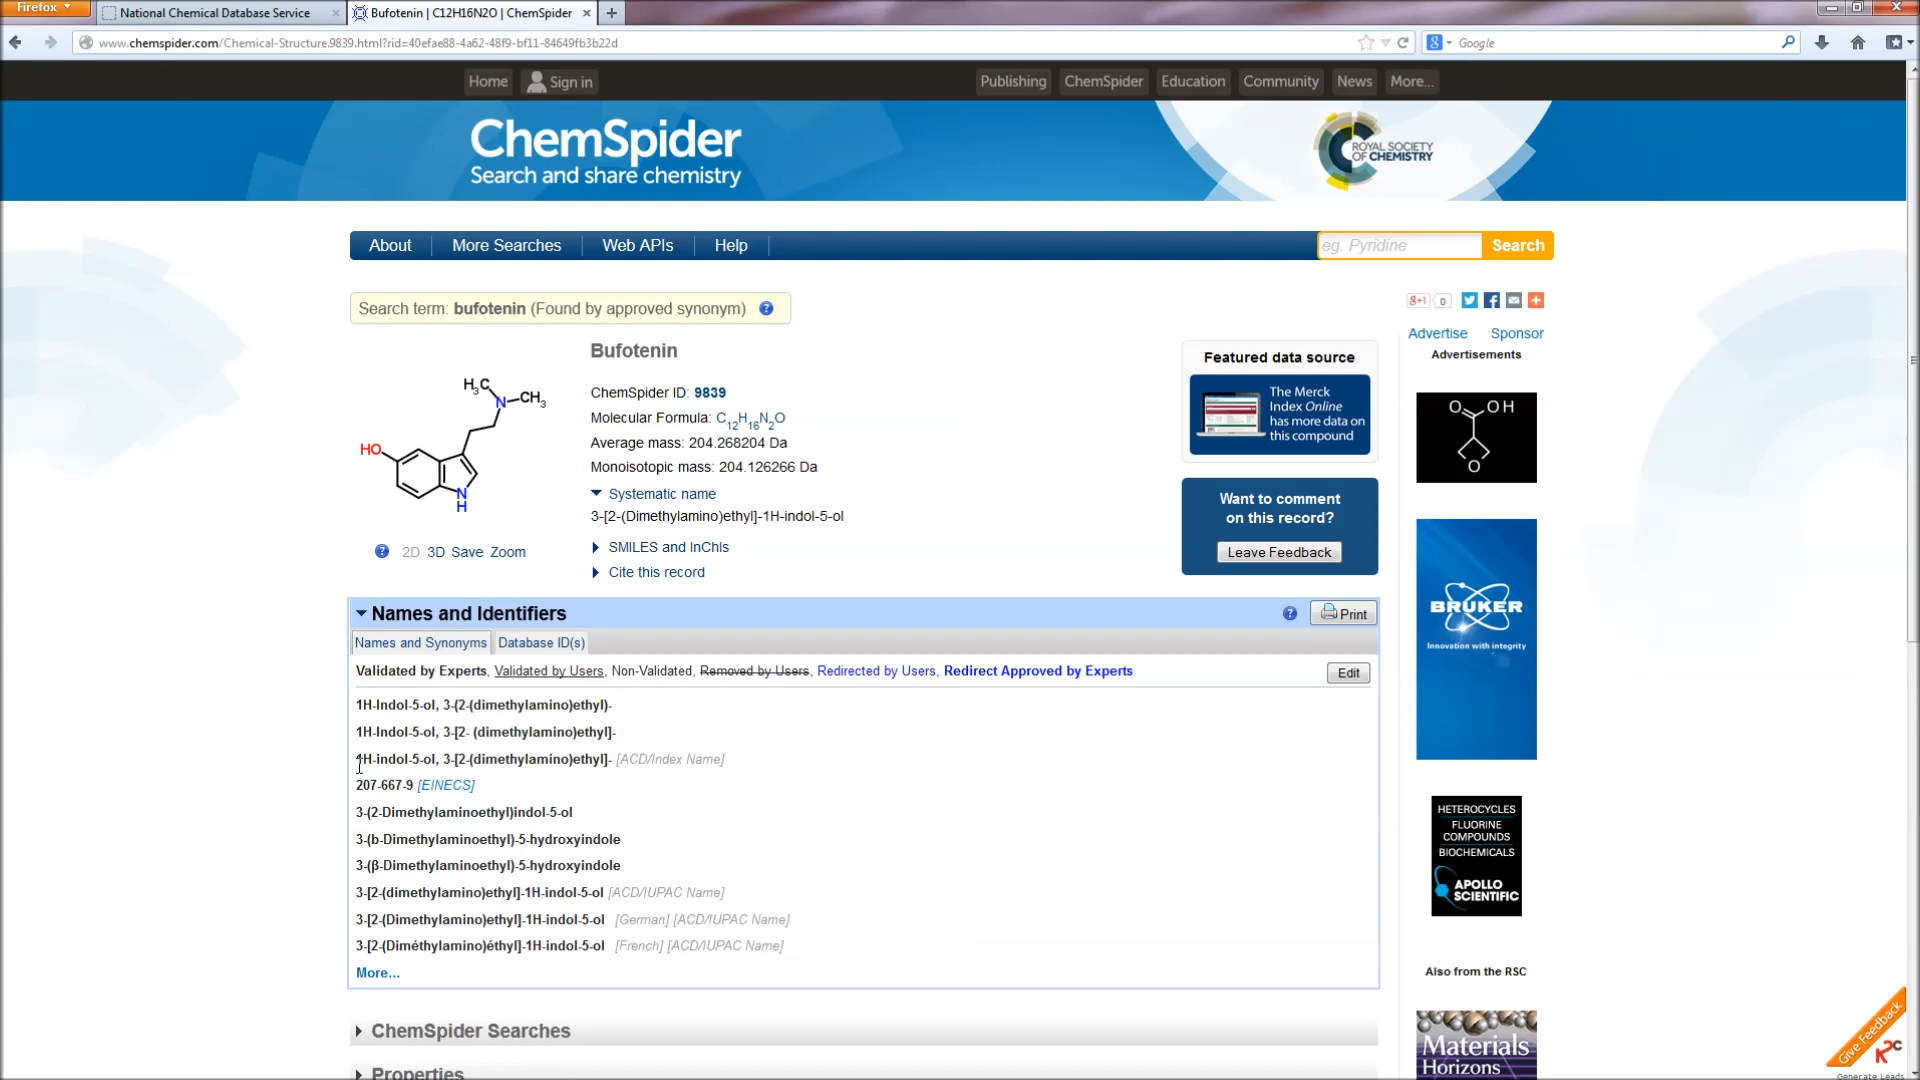 Firefox
National Chemical Database Service
Bufotenin | C12H16N2O | ChemSpider
www.chemspider.com/Chemical-Structure.9839.html?rid=40efae88-4a62-48f9-bf11-84649fb3b22d
Google
Home
Sign in
Publishing
ChemSpider
Education
Community
News
More...
ChemSpider
Search and share chemistry
ROYAL SOCIETY
OF CHEMISTRY
About
More Searches
Web APIs
Help
eg. Pyridine
Search
Search term: bufotenin (Found by approved synonym) ?
g+1 0
Advertise Sponsor
Advertisements
Bufotenin
H3C
N
CH3
HO
N
H
ChemSpider ID: 9839
Molecular Formula: C12H16N2O
Average mass: 204.268204 Da
Monoisotopic mass: 204.126266 Da
Systematic name
3-[2-(Dimethylamino)ethyl]-1H-indol-5-ol
SMILES and InChIs
Cite this record
? 2D 3D Save Zoom
Featured data source
The Merck
Index Online
has more data on
this compound
Want to comment
on this record?
Leave Feedback
O OH
O
BRUKER
Innovation with integrity
HETEROCYCLES
FLUORINE
COMPOUNDS
BIOCHEMICALS
APOLLO
SCIENTIFIC
Also from the RSC
Materials
Horizons
Names and Identifiers
?
Print
Names and Synonyms
Database ID(s)
Validated by Experts, Validated by Users, Non-Validated, Removed by Users, Redirected by Users, Redirect Approved by Experts
Edit
1H-Indol-5-ol, 3-(2-(dimethylamino)ethyl)-
1H-Indol-5-ol, 3-[2- (dimethylamino)ethyl]-
1H-indol-5-ol, 3-[2-(dimethylamino)ethyl]- [ACD/Index Name]
207-667-9 [EINECS]
3-(2-Dimethylaminoethyl)indol-5-ol
3-(b-Dimethylaminoethyl)-5-hydroxyindole
3-(β-Dimethylaminoethyl)-5-hydroxyindole
3-[2-(dimethylamino)ethyl]-1H-indol-5-ol [ACD/IUPAC Name]
3-[2-(Dimethylamino)ethyl]-1H-indol-5-ol [German] [ACD/IUPAC Name]
3-[2-(Diméthylamino)éthyl]-1H-indol-5-ol [French] [ACD/IUPAC Name]
More...
ChemSpider Searches
Properties
Give Feedback
Generate Leads